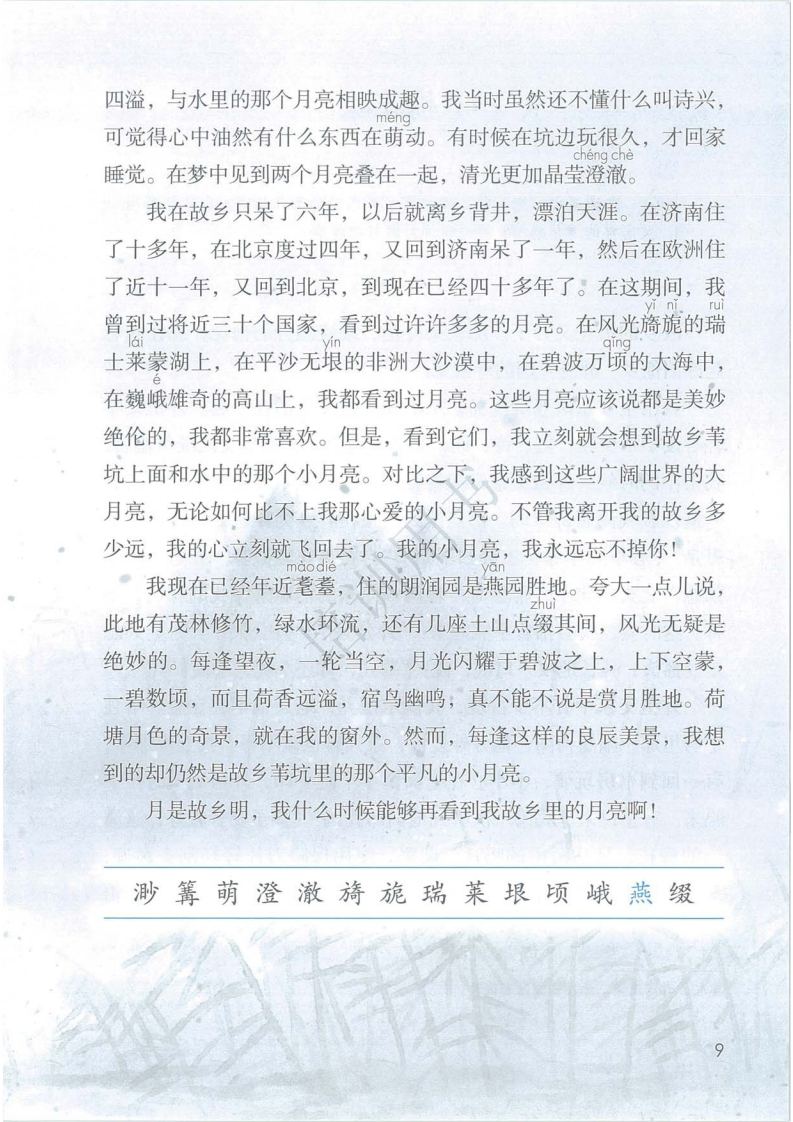 四溢，与水里的那个月亮相映成趣。我当时虽然还不懂什么叫诗兴，
méng
可觉得心中油然有什么东西在萌动。有时候在坑边玩很久，才回家
chéng chè
睡觉。在梦中见到两个月亮叠在一起，清光更加晶莹澄澈。
我在故乡只呆了六年，以后就离乡背井，漂泊天涯。在济南住
了十多年，在北京度过四年，又回到济南呆了一年，然后在欧洲住
了近十一年，又回到北京，到现在已经四十多年了。在这期间，我
yǐ nǐ ruì
曾到过将近三十个国家，看到过许许多多的月亮。在风光旖旎的瑞
lái yín qǐng
士莱蒙湖上，在平沙无垠的非洲大沙漠中，在碧波万顷的大海中，
é
在巍峨雄奇的高山上，我都看到过月亮。这些月亮应该说都是美妙
绝伦的，我都非常喜欢。但是，看到它们，我立刻就会想到故乡苇
坑上面和水中的那个小月亮。对比之下，我感到这些广阔世界的大
月亮，无论如何比不上我那心爱的小月亮。不管我离开我的故乡多
少远，我的心立刻就飞回去了。我的小月亮，我永远忘不掉你！
mào dié yān
我现在已经年近耄耋，住的朗润园是燕园胜地。夸大一点儿说，
zhuì
此地有茂林修竹，绿水环流，还有几座土山点缀其间，风光无疑是
绝妙的。每逢望夜，一轮当空，月光闪耀于碧波之上，上下空蒙，
一碧数顷，而且荷香远溢，宿鸟幽鸣，真不能不说是赏月胜地。荷
塘月色的奇景，就在我的窗外。然而，每逢这样的良辰美景，我想
到的却仍然是故乡苇坑里的那个平凡的小月亮。
月是故乡明，我什么时候能够再看到我故乡里的月亮啊！
渺 篝 萌 澄 澈 旖 旎 瑞 莱 垠 顷 峨 燕 缀
9